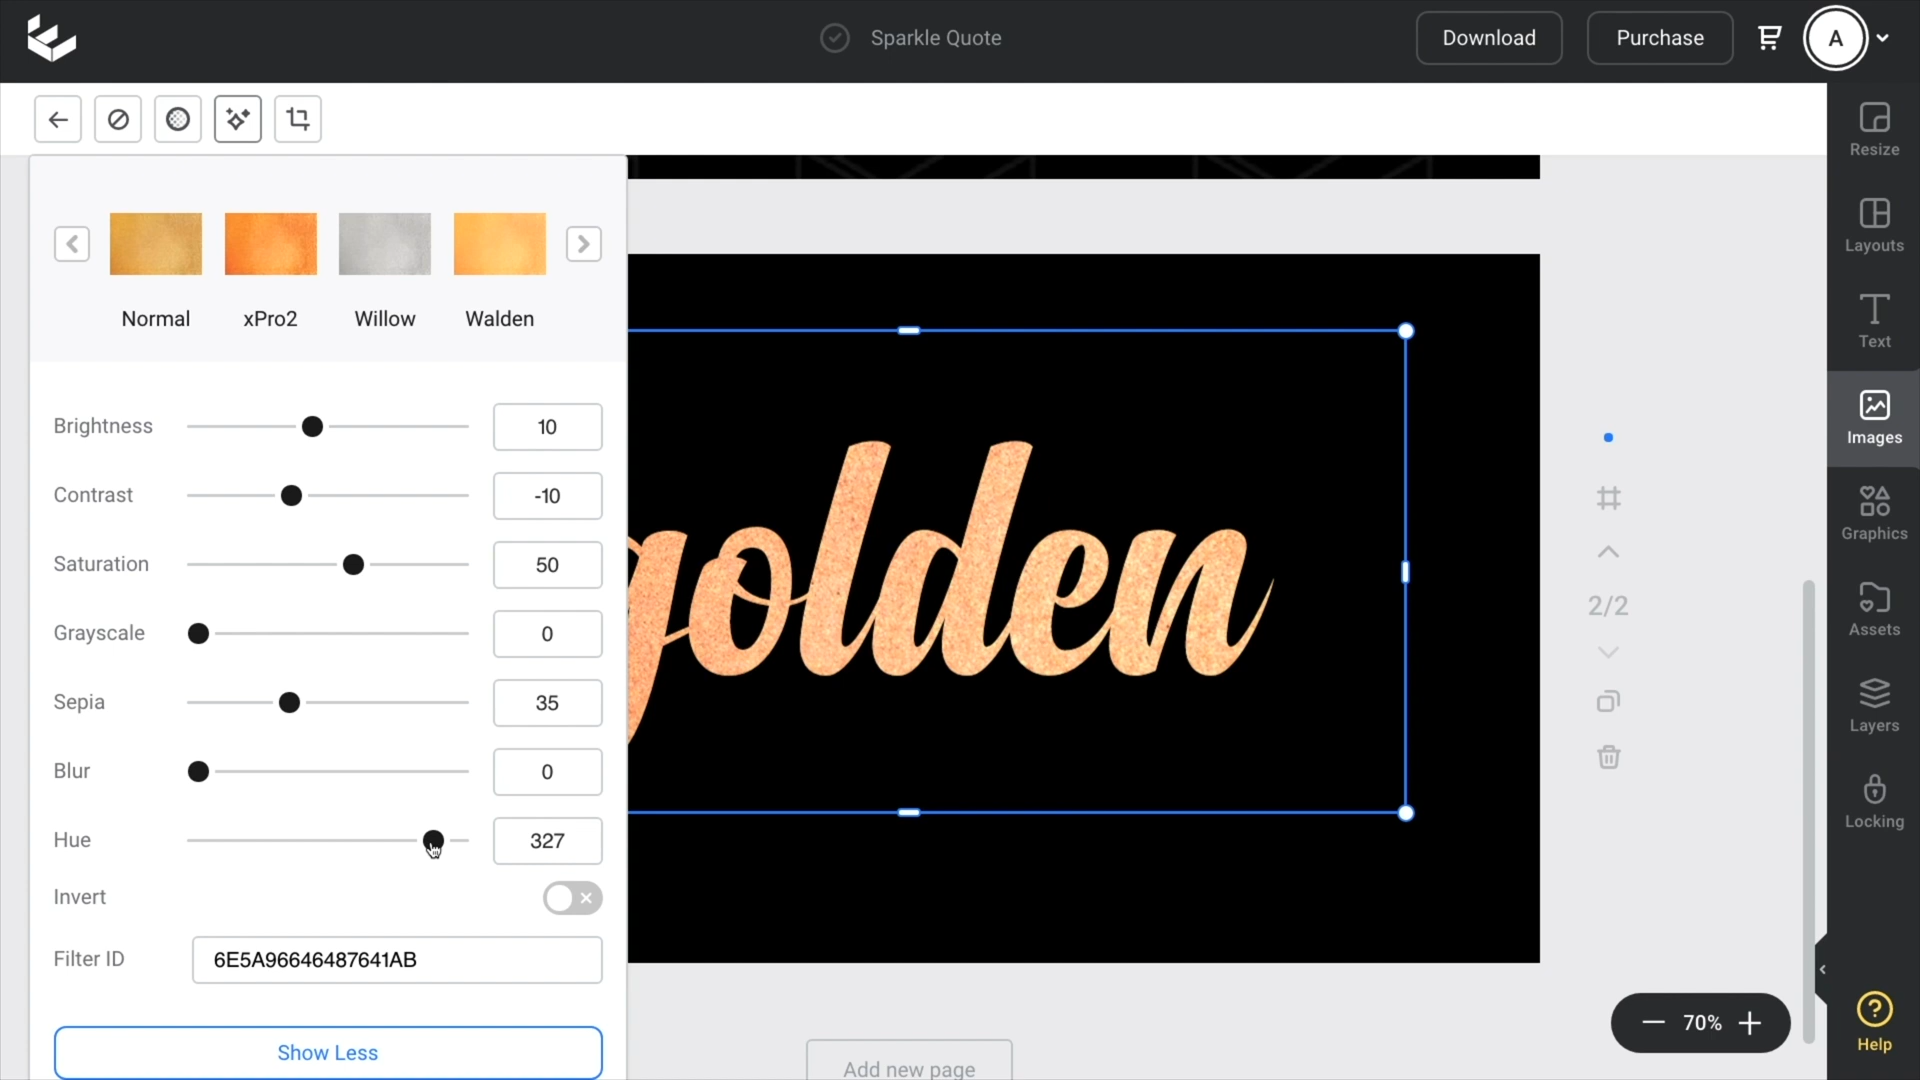 Sparkle Quote
Download
Purchase
A
Resize
Layouts
Text
Images
Graphics
Assets
Layers
Locking
Help
Normal
xPro2
Willow
Walden
Brightness 10
Contrast -10
Saturation 50
Grayscale 0
Sepia 35
Blur 0
Hue 327
Invert
Filter ID 6E5A96646487641AB
Show Less
golden
2/2
70%
Add new page